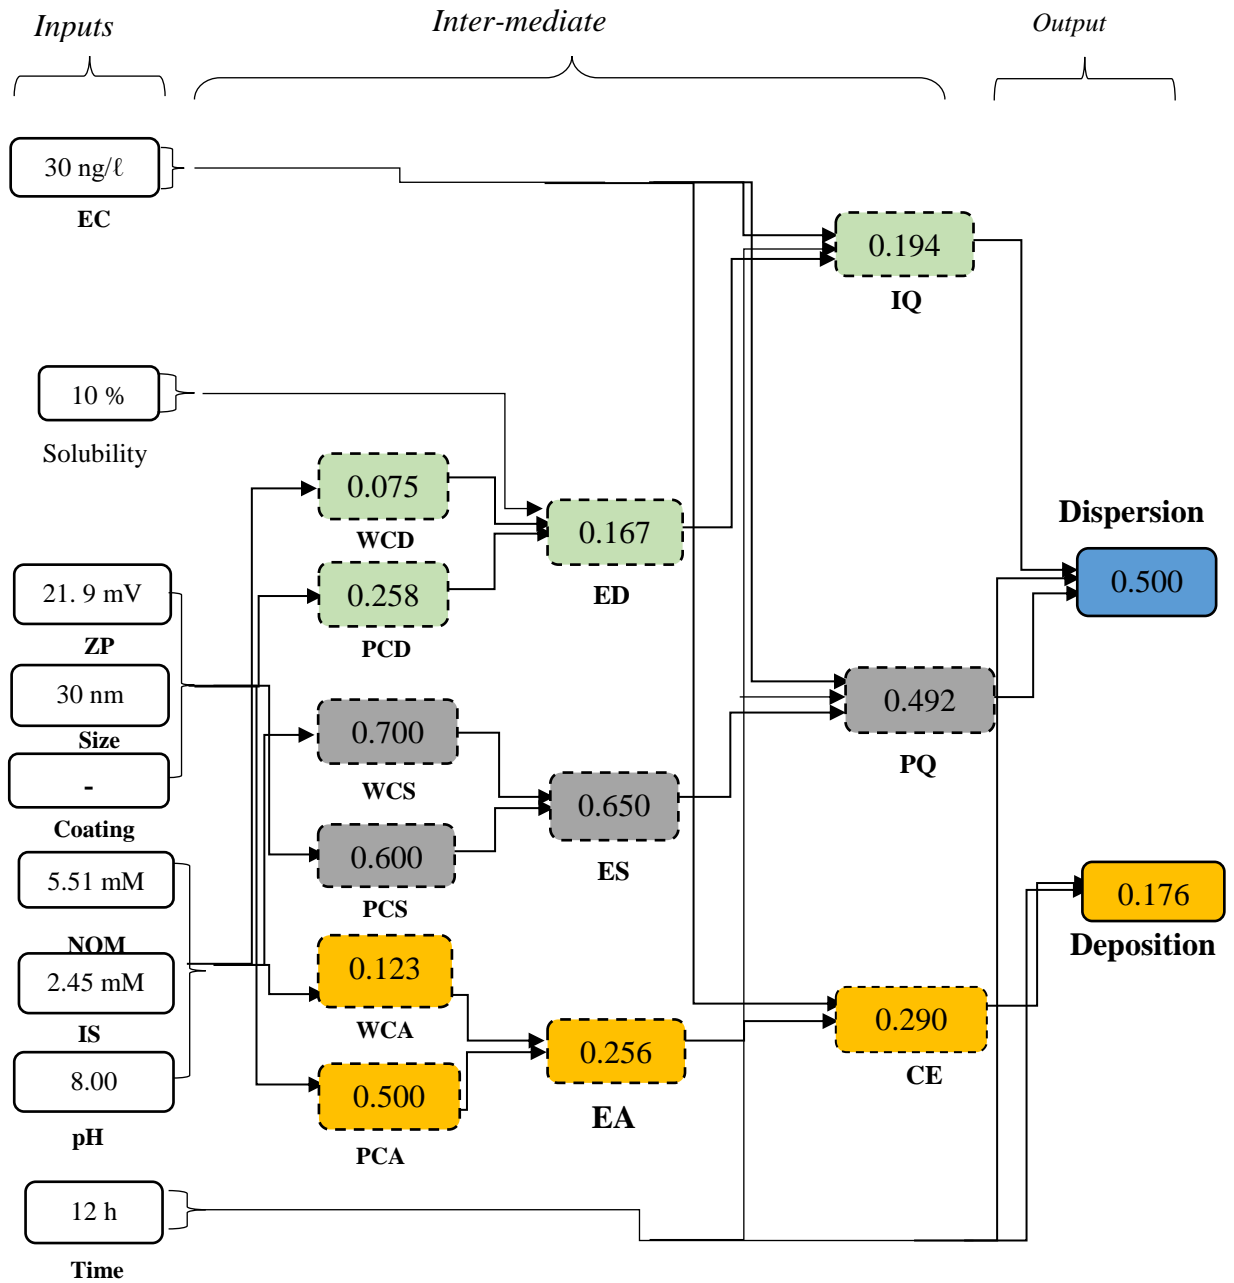 Inputs
Inter-mediate
Output
30 ng/ℓ
EC
0.194
IQ
10 %
Solubility
0.075
WCD
0.167
ED
0.258
PCD
Dispersion
0.500
21. 9 mV
ZP
30 nm
Size
-
Coating
0.700
WCS
0.600
PCS
0.650
ES
0.492
PQ
5.51 mM
NOM
2.45 mM
IS
8.00
pH
0.123
WCA
0.500
PCA
0.256
EA
0.290
CE
0.176
Deposition
12 h
Time